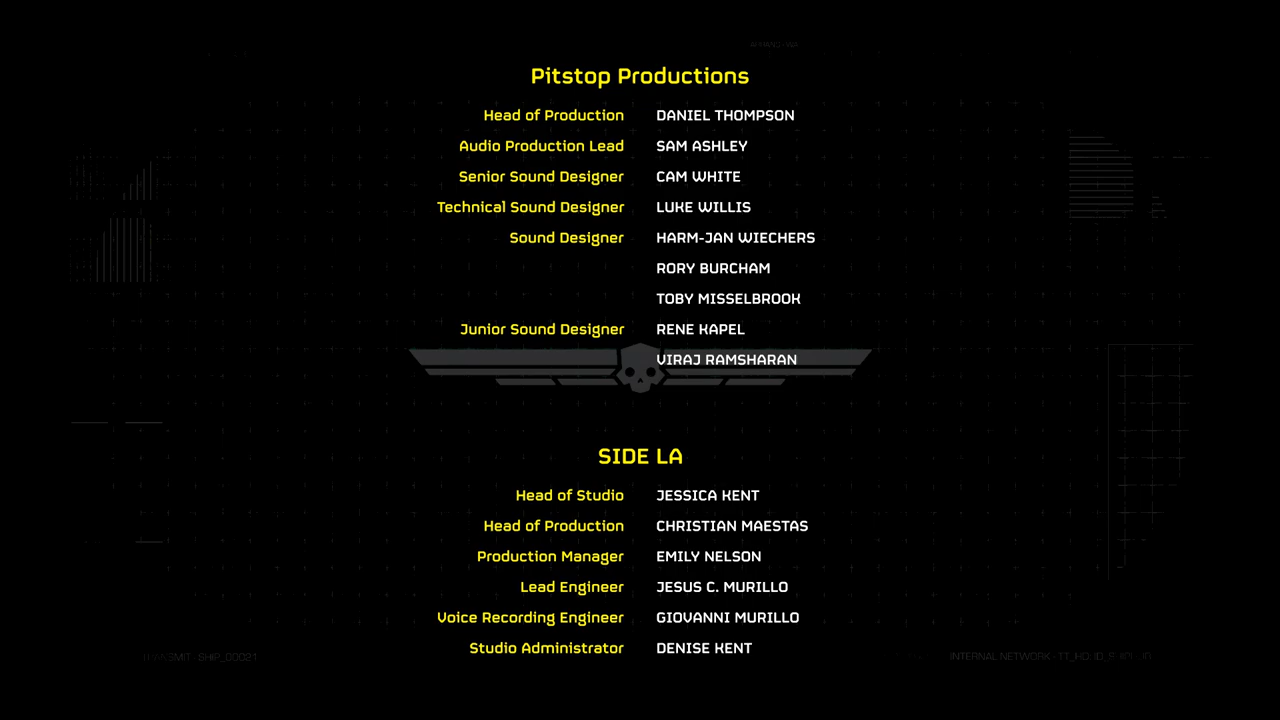 Pitstop Productions
Head of Production DANIEL THOMPSON
Audio Production Lead SAM ASHLEY
Senior Sound Designer CAM WHITE
Technical Sound Designer LUKE WILLIS
Sound Designer HARM-JAN WIECHERS
RORY BURCHAM
TOBY MISSELBROOK
Junior Sound Designer RENE KAPEL
VIRAJ RAMSHARAN
SIDE LA
Head of Studio JESSICA KENT
Head of Production CHRISTIAN MAESTAS
Production Manager EMILY NELSON
Lead Engineer JESUS C. MURILLO
Voice Recording Engineer GIOVANNI MURILLO
Studio Administrator DENISE KENT
SHIP_00031 INTERNAL NETWORK